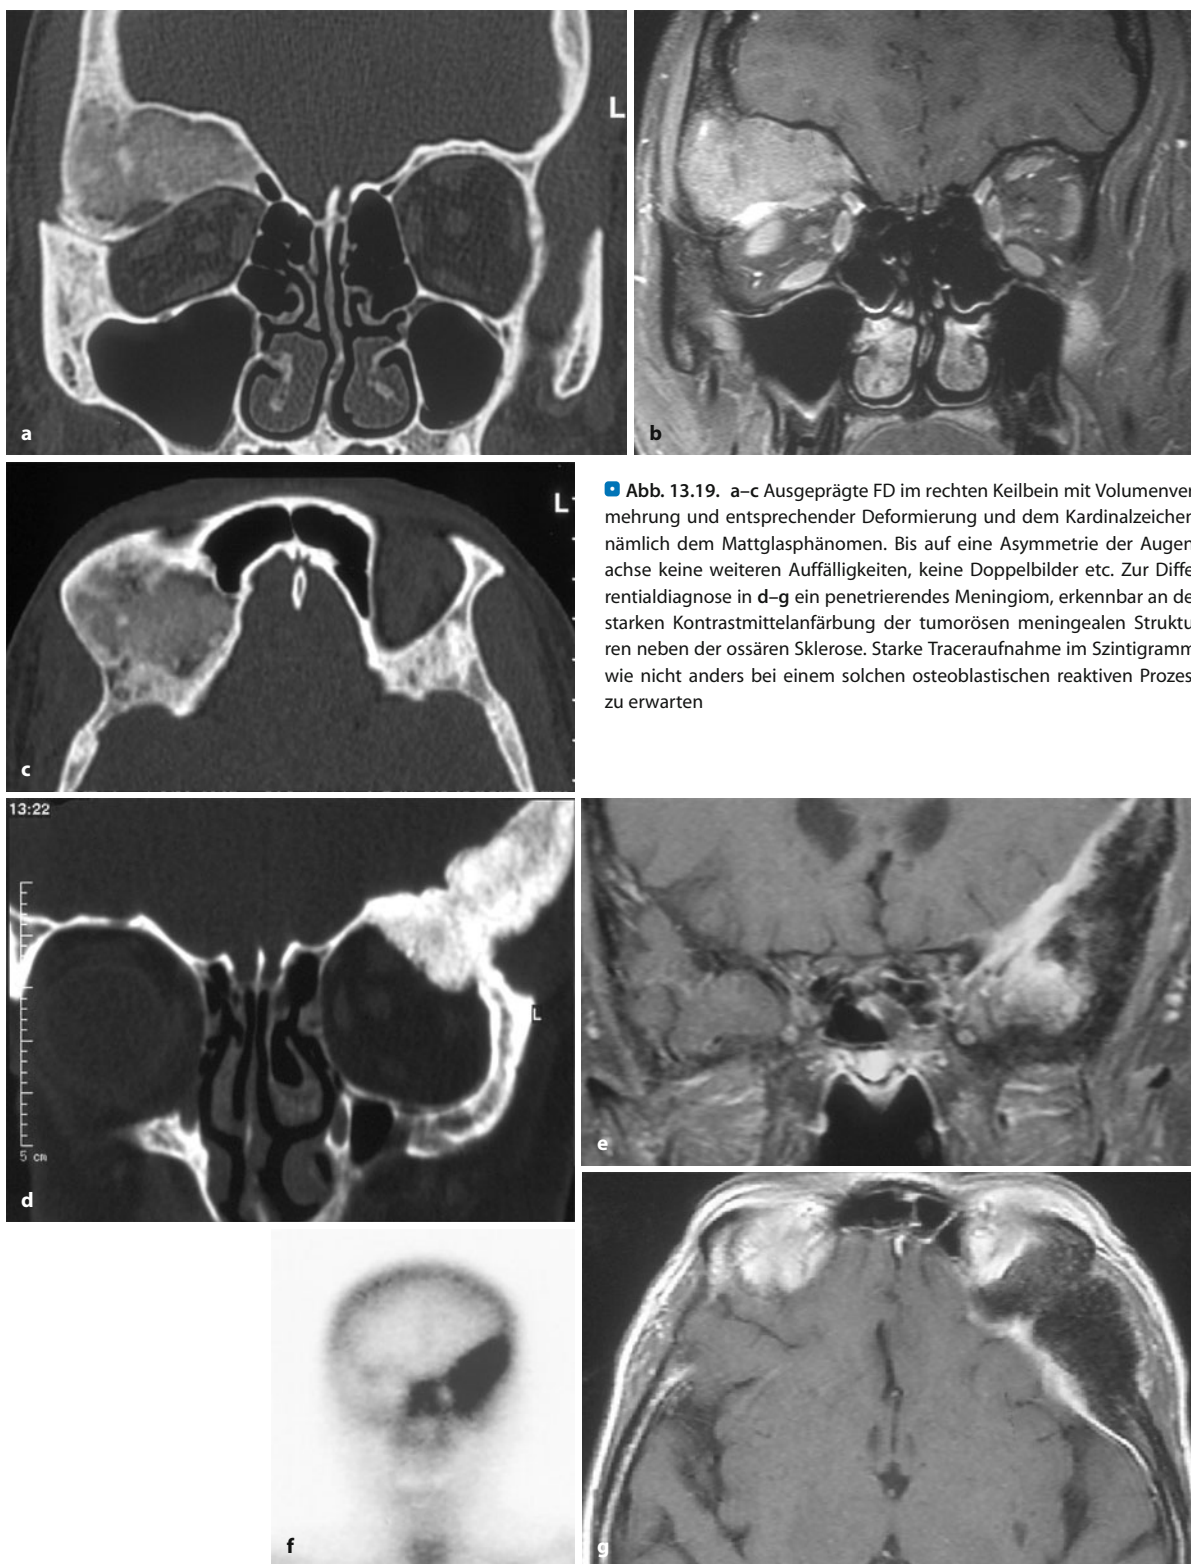 L
a
b
L
c
Abb. 13.19. a–c Ausgeprägte FD im rechten Keilbein mit Volumenver
mehrung und entsprechender Deformierung und dem Kardinalzeichen
nämlich dem Mattglasphänomen. Bis auf eine Asymmetrie der Augen
achse keine weiteren Auffälligkeiten, keine Doppelbilder etc. Zur Diffe
rentialdiagnose in d–g ein penetrierendes Meningiom, erkennbar an de
starken Kontrastmittelanfärbung der tumorösen meningealen Struktu
ren neben der ossären Sklerose. Starke Traceraufnahme im Szintigramm
wie nicht anders bei einem solchen osteoblastischen reaktiven Prozes
zu erwarten
13:22
L
5 cm
d
e
f
g